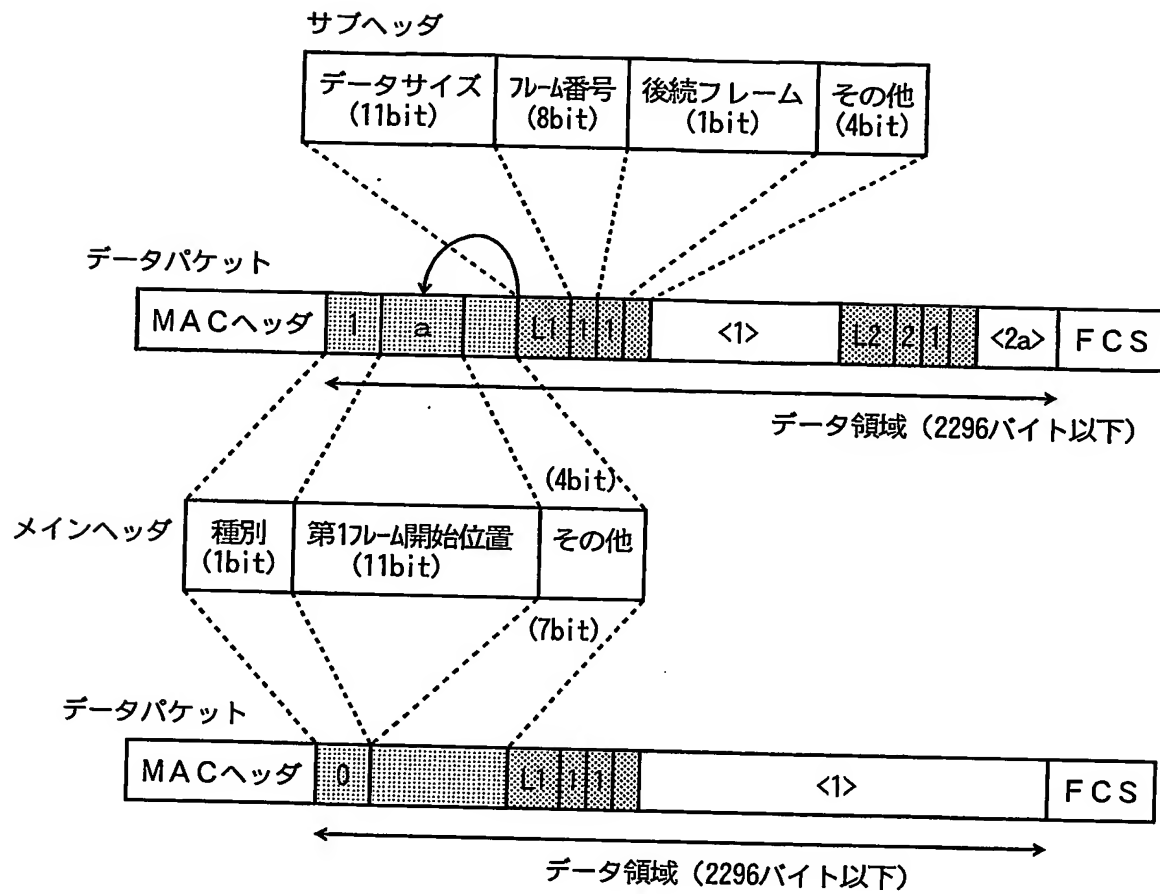 サブヘッダ
データサイズ フレーム番号 後続フレーム その他
(11bit) (8bit) (1bit) (4bit)
データパケット
MACヘッダ 1 a L1 1 1 <1> L2 2 1 <2a> FCS
データ領域(2296バイト以下)
(4bit)
メインヘッダ
種別 第1フレーム開始位置 その他
(1bit) (11bit)
(7bit)
データパケット
MACヘッダ 0 L1 1 1 <1> FCS
データ領域(2296バイト以下)